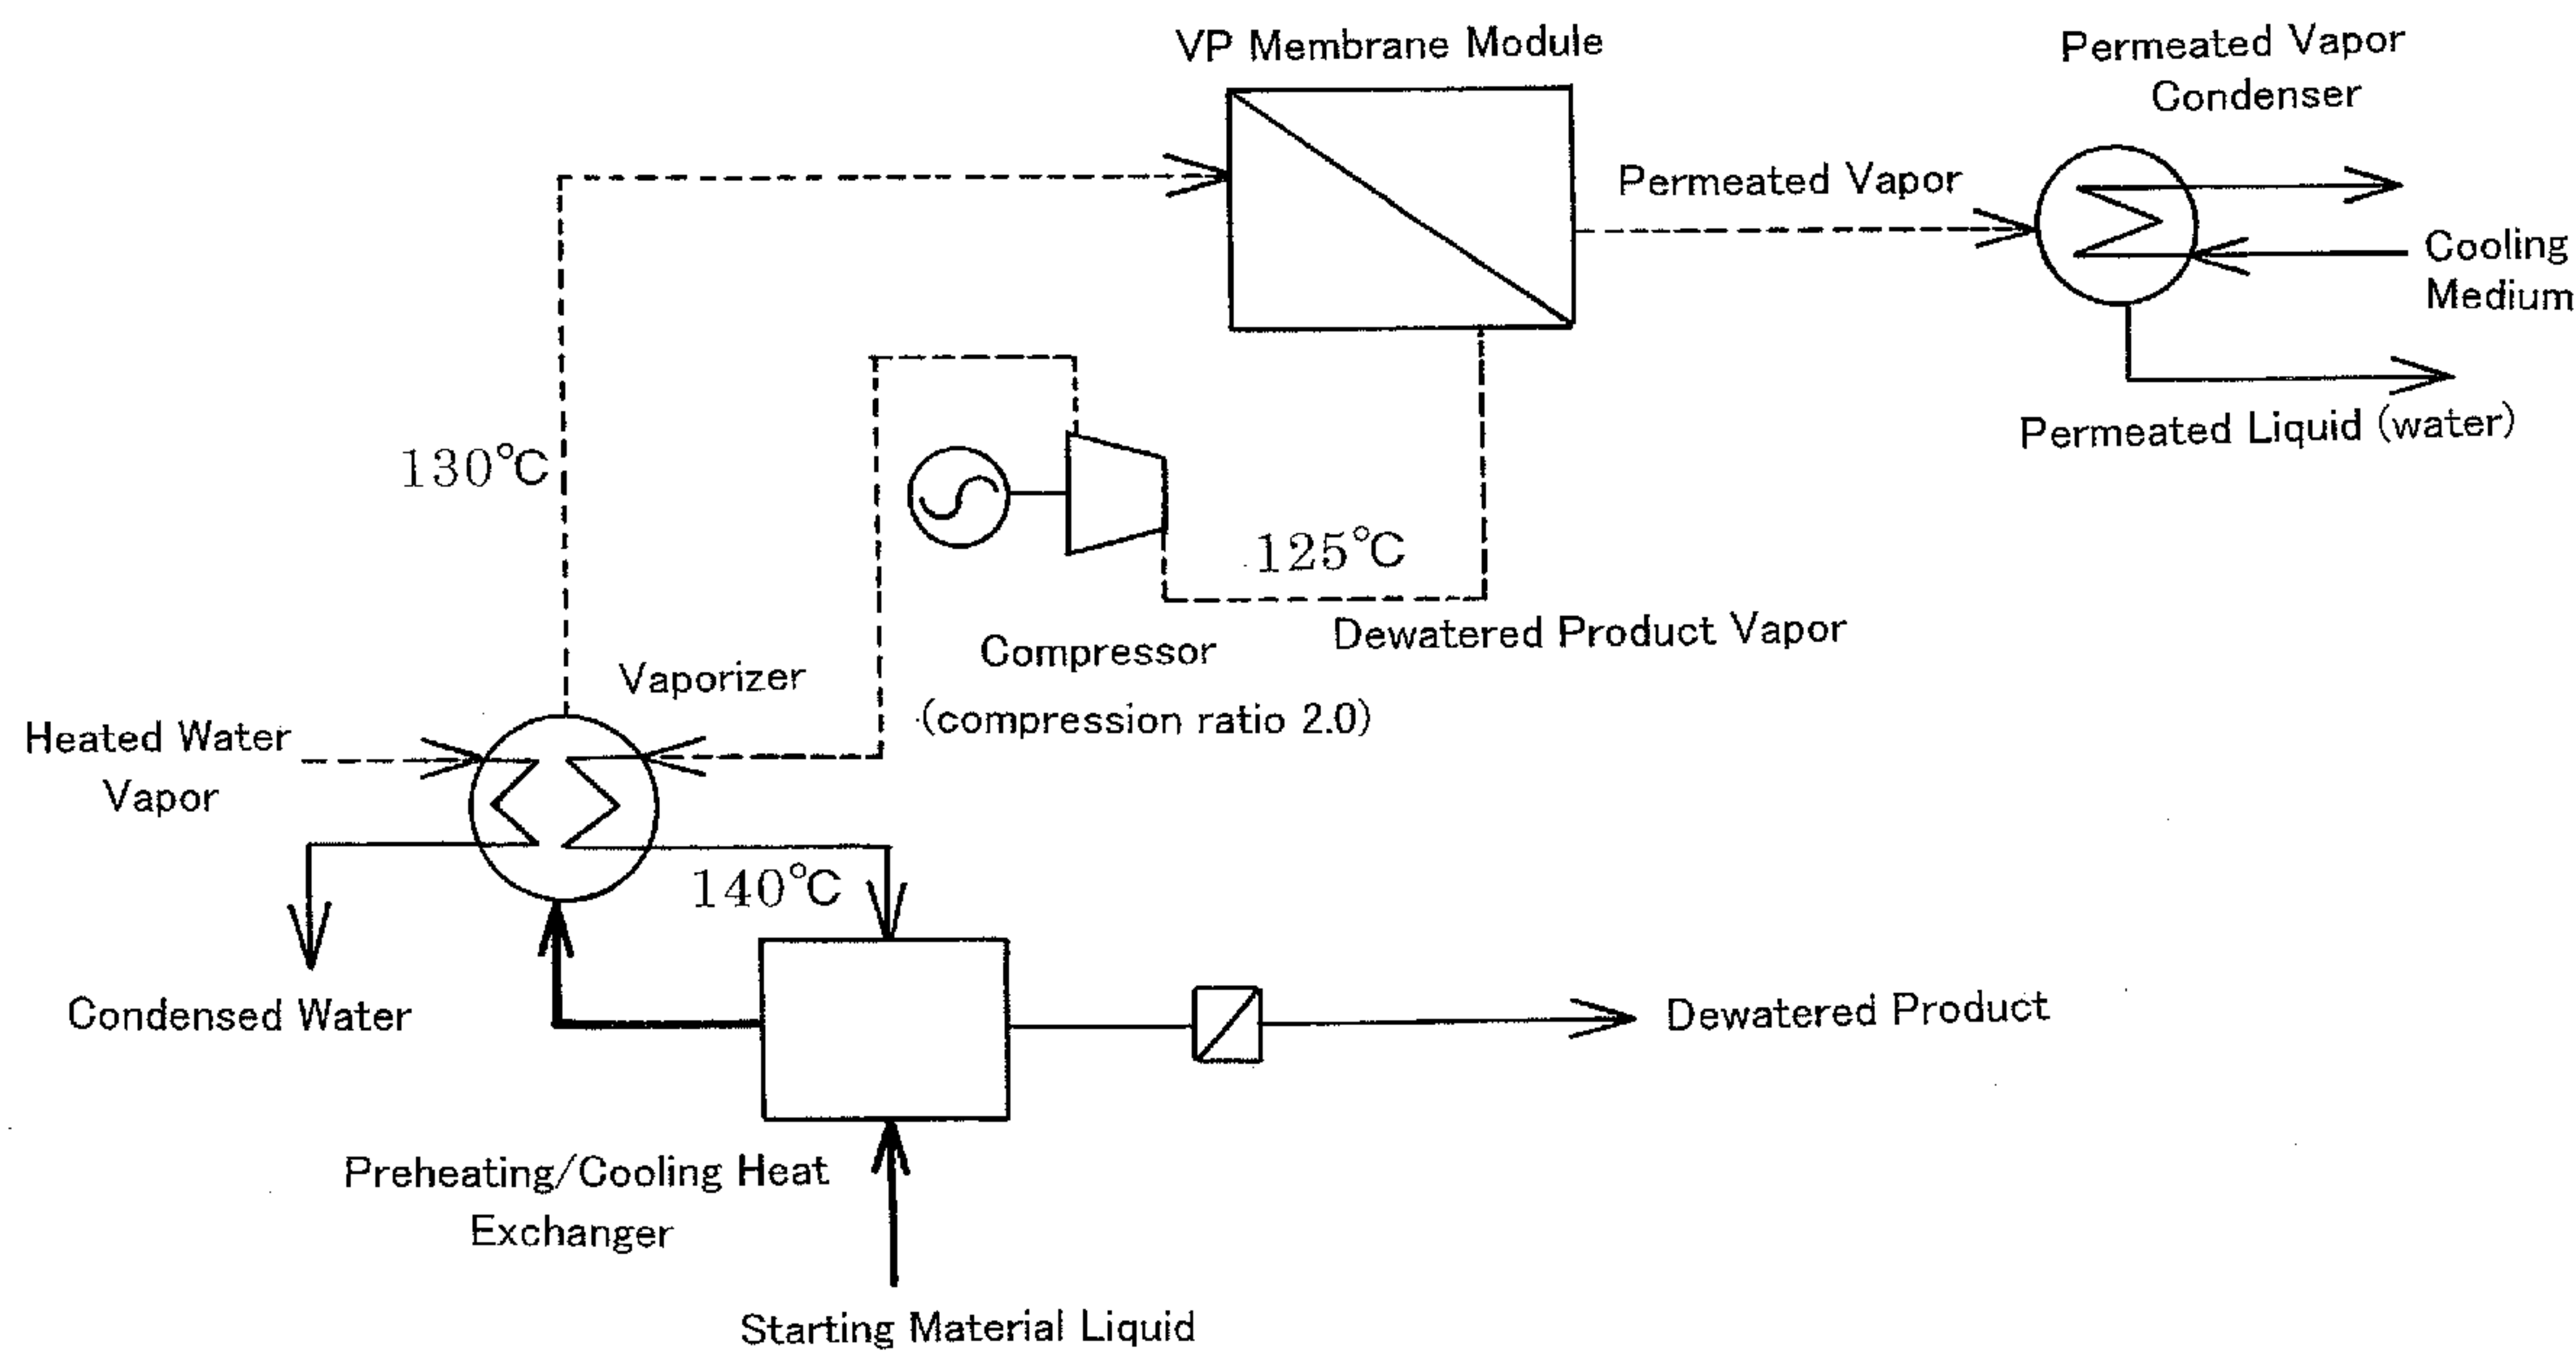 VP Membrane Module
Permeated Vapor
Condenser
Permeated Vapor
Cooling
Medium
Permeated Liquid (water)
130℃
125℃
Dewatered Product Vapor
Compressor
(compression ratio 2.0)
Vaporizer
Heated Water
Vapor
140℃
Condensed Water
Dewatered Product
Preheating/Cooling Heat
Exchanger
Starting Material Liquid